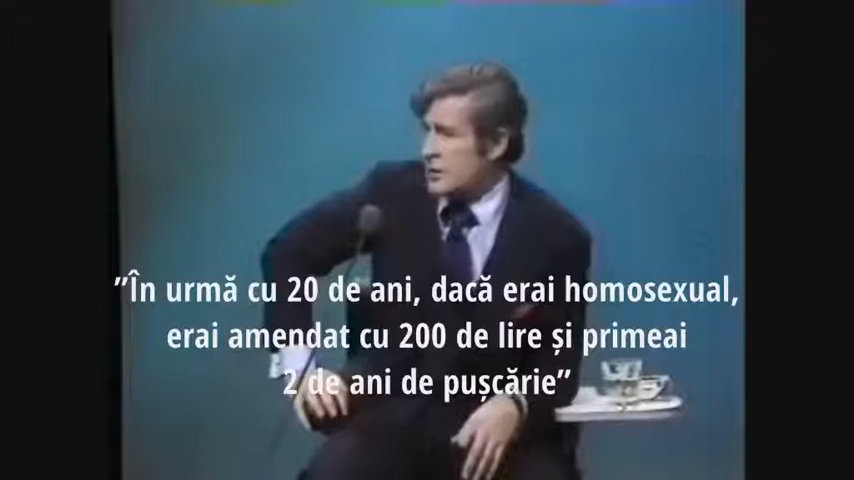 ”În urmă cu 20 de ani, dacă erai homosexual,
erai amendat cu 200 de lire și primeai
2 de ani de pușcărie”